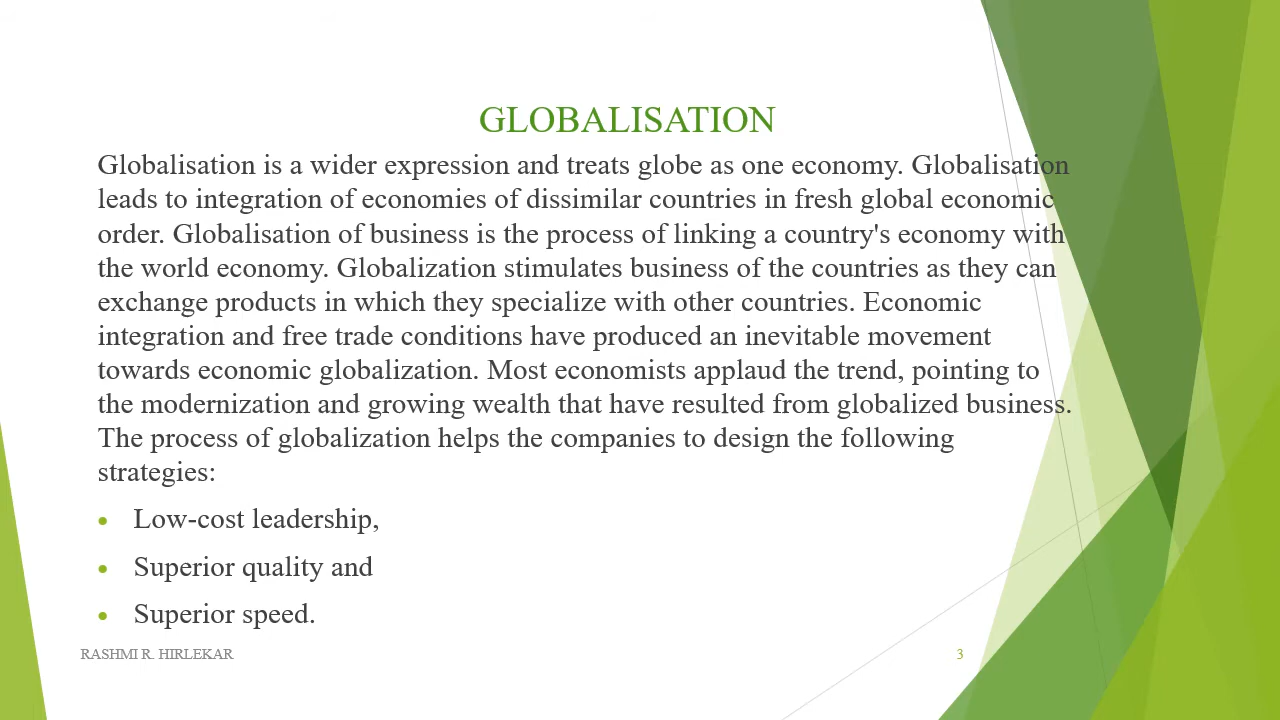 GLOBALISATION
Globalisation is a wider expression and treats globe as one economy. Globalisation
leads to integration of economies of dissimilar countries in fresh global economic
order. Globalisation of business is the process of linking a country's economy with
the world economy. Globalization stimulates business of the countries as they can
exchange products in which they specialize with other countries. Economic
integration and free trade conditions have produced an inevitable movement
towards economic globalization. Most economists applaud the trend, pointing to
the modernization and growing wealth that have resulted from globalized business.
The process of globalization helps the companies to design the following
strategies:
• Low-cost leadership,
• Superior quality and
• Superior speed.
RASHMI R. HIRLEKAR
3